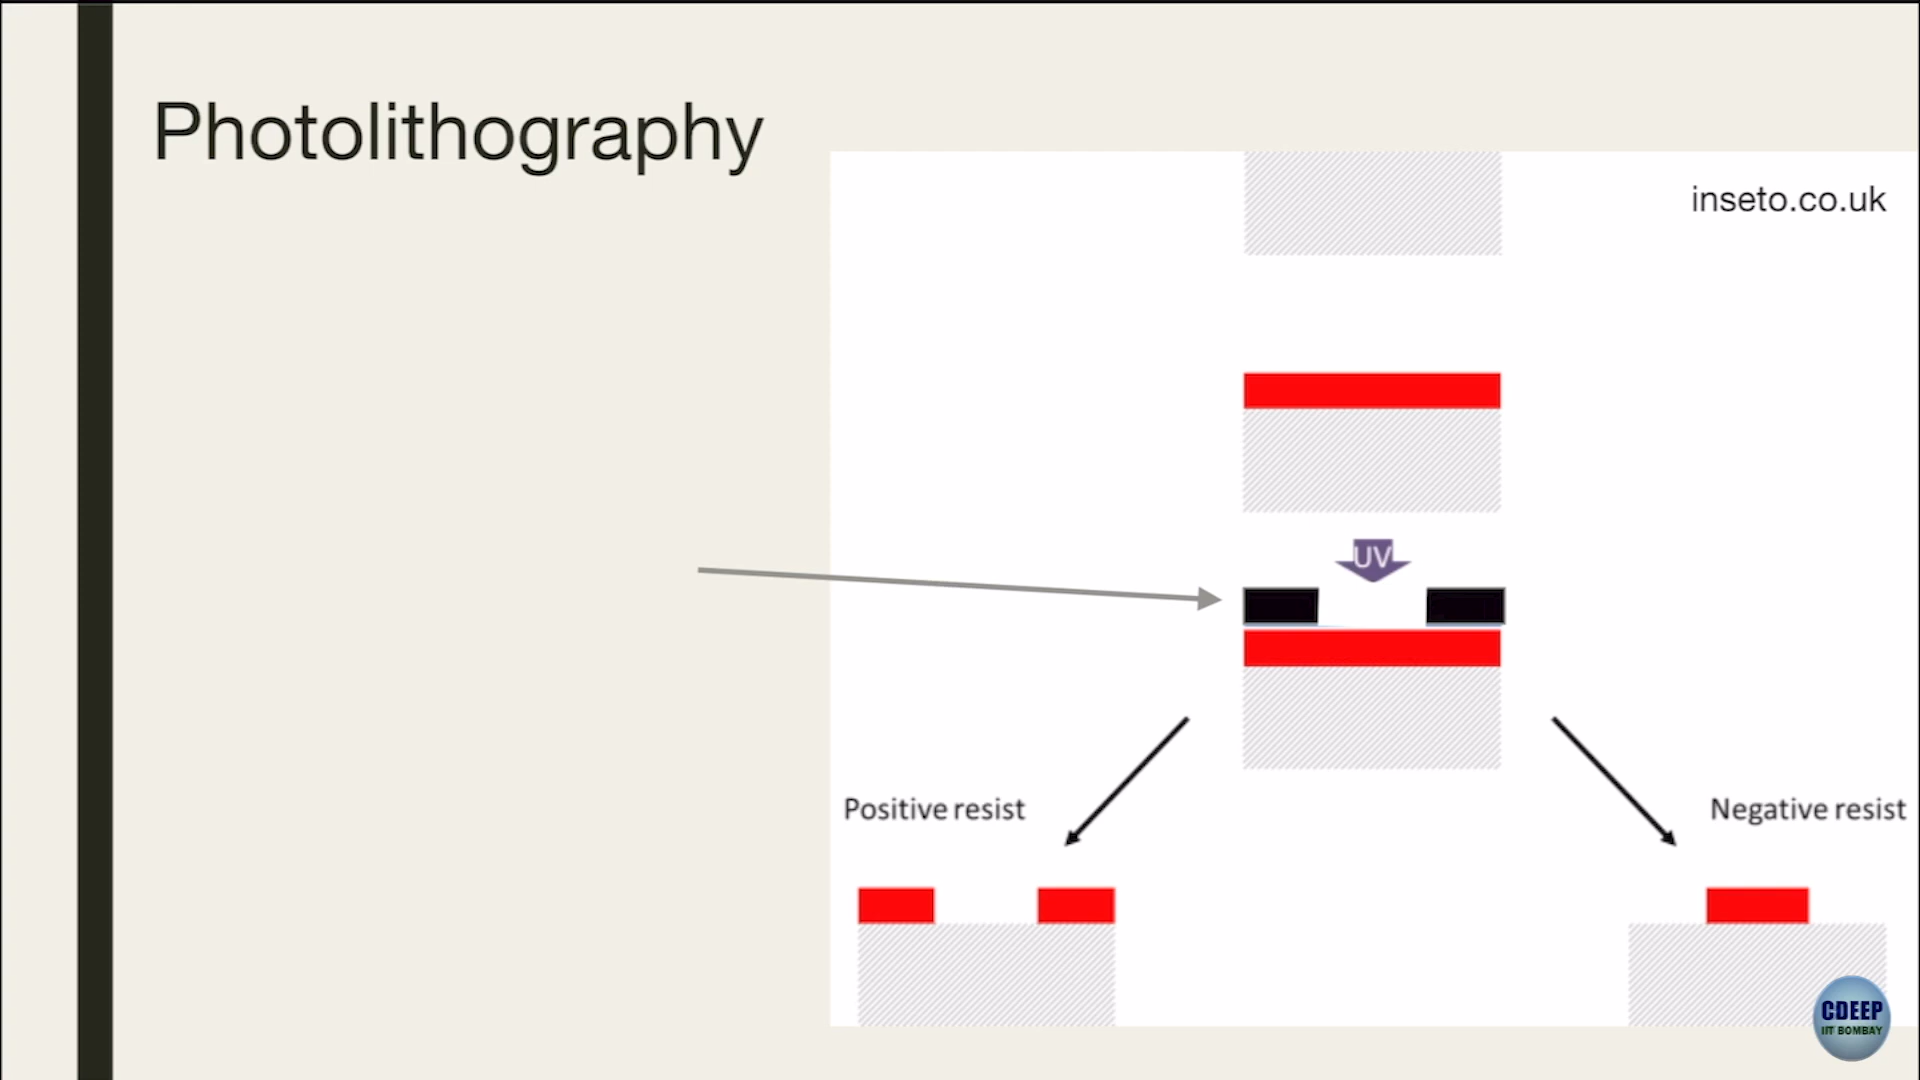 Photolithography
inseto.co.uk
UV
Positive resist
Negative resist
CDEEP
IIT BOMBAY